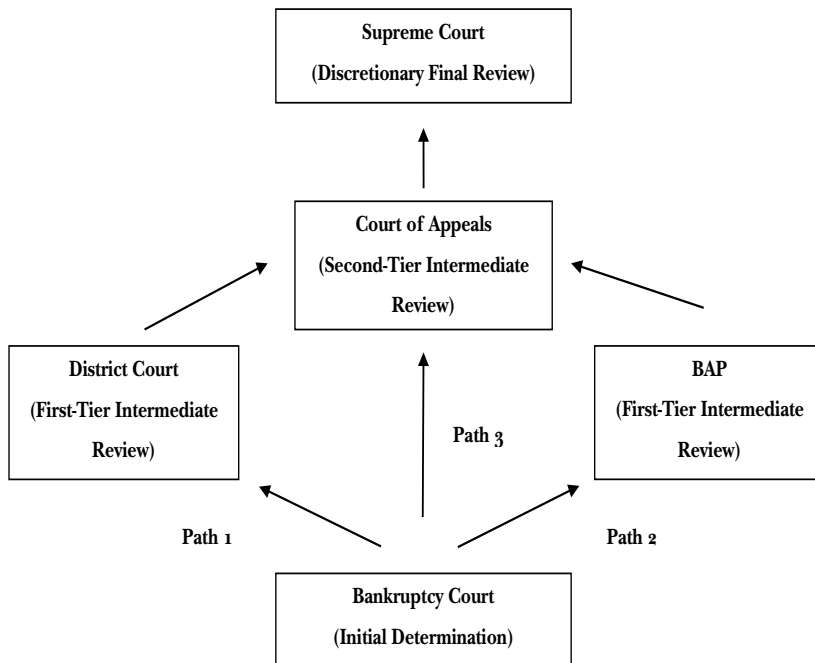 Supreme Court
(Discretionary Final Review)
Court of Appeals
(Second-Tier Intermediate
Review)
District Court
(First-Tier Intermediate
Review)
BAP
(First-Tier Intermediate
Review)
Path 3
Path 1
Path 2
Bankruptcy Court
(Initial Determination)